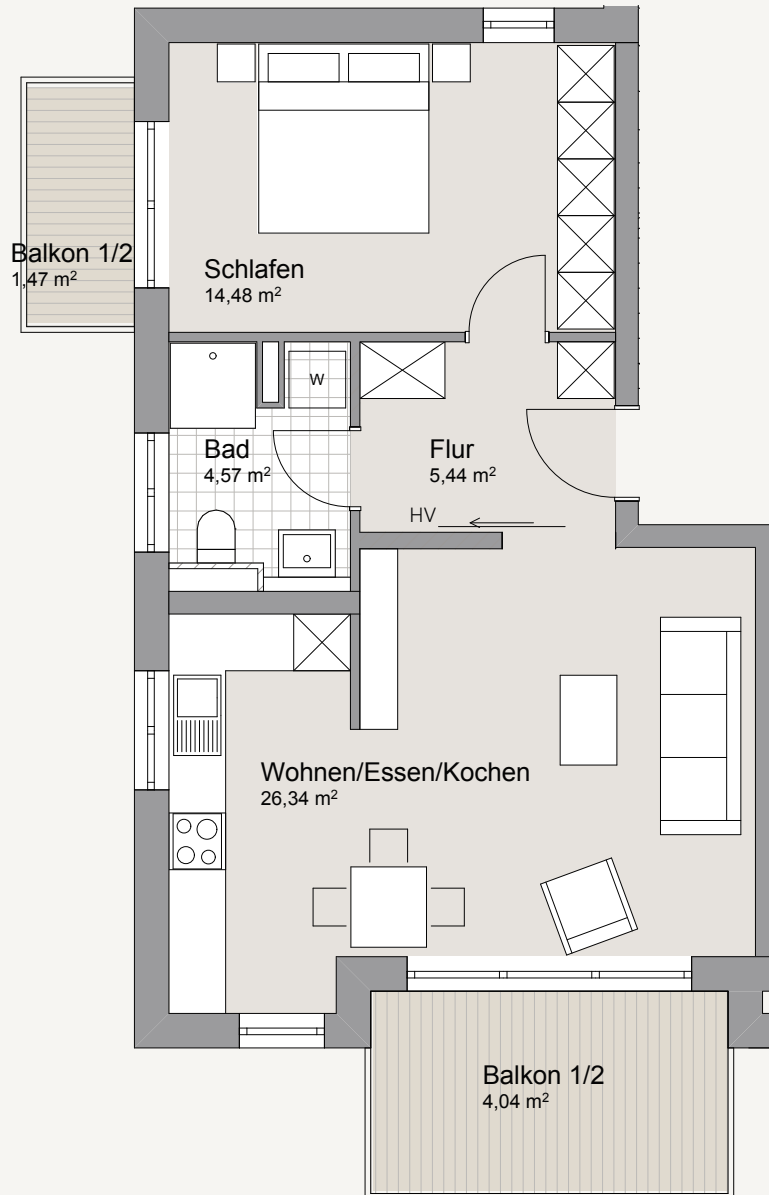 Balkon 1/2
1,47 m²
Schlafen
14,48 m²
W
Bad
4,57 m²
Flur
5,44 m²
HV
Wohnen/Essen/Kochen
26,34 m²
Balkon 1/2
4,04 m²